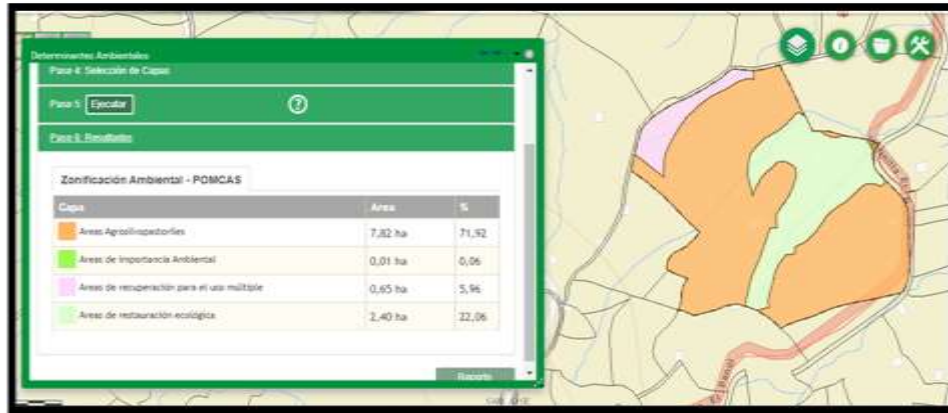 Determinantes Ambientales
Paso 4: Selección de Capas
Paso 5: Ejecutar ?
Paso 6: Resultados
Zonificación Ambiental - POMCAS
Capa Area %
Areas Agrosilvopastoriles 7,82 ha 71,92
Areas de Importancia Ambiental 0,01 ha 0,06
Areas de recuperación para el uso múltiple 0,65 ha 5,96
Areas de restauración ecológica 2,40 ha 22,06
Reporte
SAN JOSE